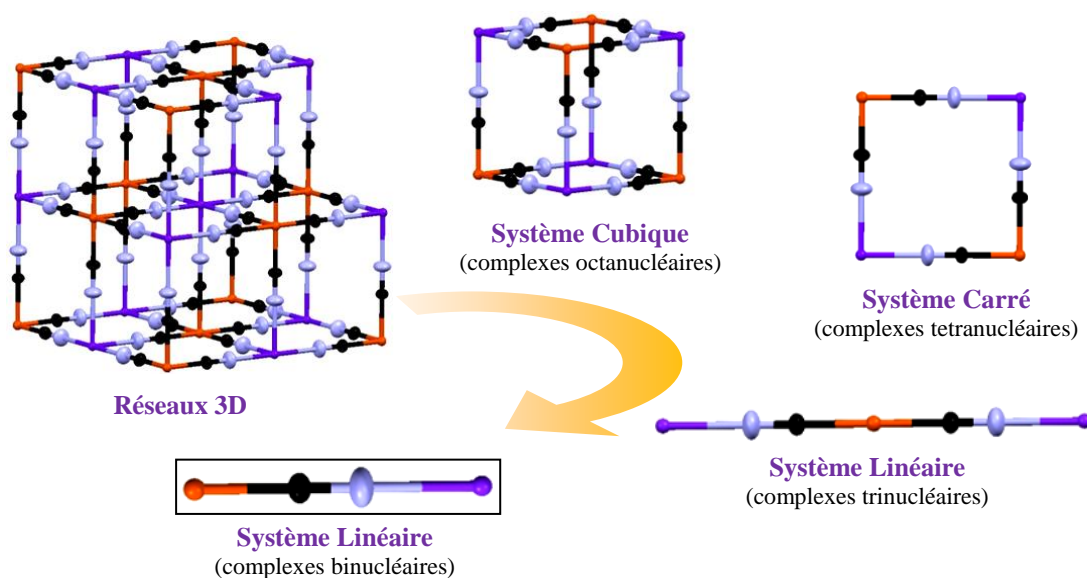 Système Cubique
(complexes octanucléaires)
Système Carré
(complexes tetranucléaires)
Réseaux 3D
Système Linéaire
(complexes trinucléaires)
Système Linéaire
(complexes binucléaires)